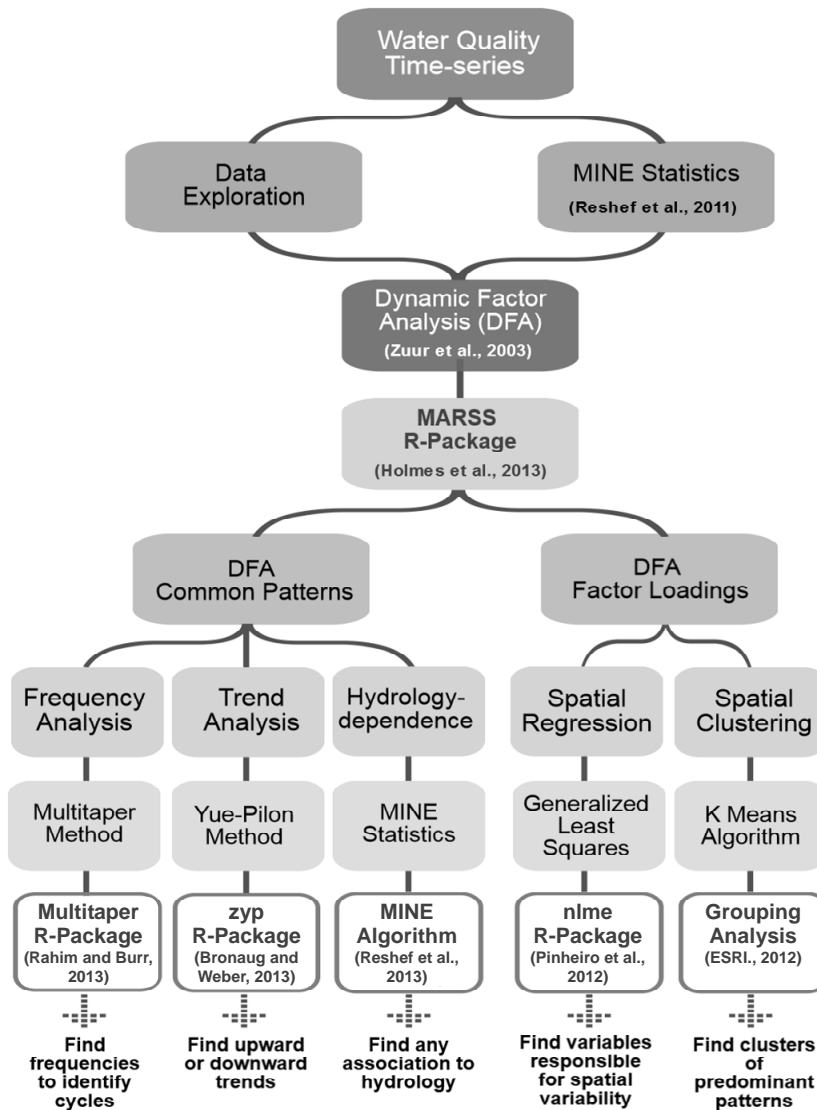 Water Quality
Time-series
Data
Exploration
MINE Statistics
(Reshef et al., 2011)
Dynamic Factor
Analysis (DFA)
(Zuur et al., 2003)
MARSS
R-Package
(Holmes et al., 2013)
DFA
Common Patterns
DFA
Factor Loadings
Frequency
Analysis
Trend
Analysis
Hydrology-
dependence
Spatial
Regression
Spatial
Clustering
Multitaper
Method
Yue-Pilon
Method
MINE
Statistics
Generalized
Least
Squares
K Means
Algorithm
Multitaper
R-Package
(Rahim and Burr,
2013)
zyp
R-Package
(Bronaug and
Weber, 2013)
MINE
Algorithm
(Reshef et al.,
2013)
nlme
R-Package
(Pinheiro et al.,
2012)
Grouping
Analysis
(ESRI., 2012)
Find
frequencies
to identify
cycles
Find upward
or downward
trends
Find any
association to
hydrology
Find variables
responsible
for spatial
variability
Find clusters
of
predominant
patterns